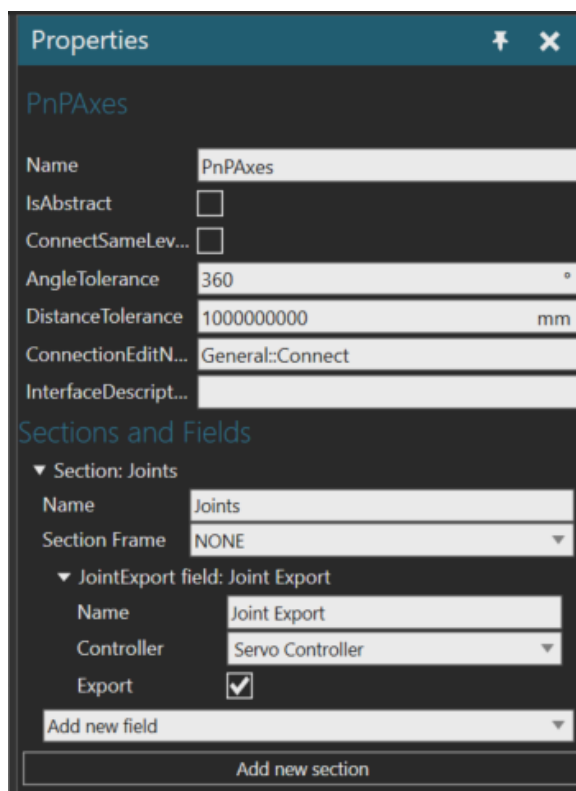 Properties
PnPAxes
Name PnPAxes
IsAbstract
ConnectSameLev...
AngleTolerance 360 °
DistanceTolerance 1000000000 mm
ConnectionEditN... General::Connect
InterfaceDescript...
Sections and Fields
Section: Joints
Name Joints
Section Frame NONE
JointExport field: Joint Export
Name Joint Export
Controller Servo Controller
Export
Add new field
Add new section